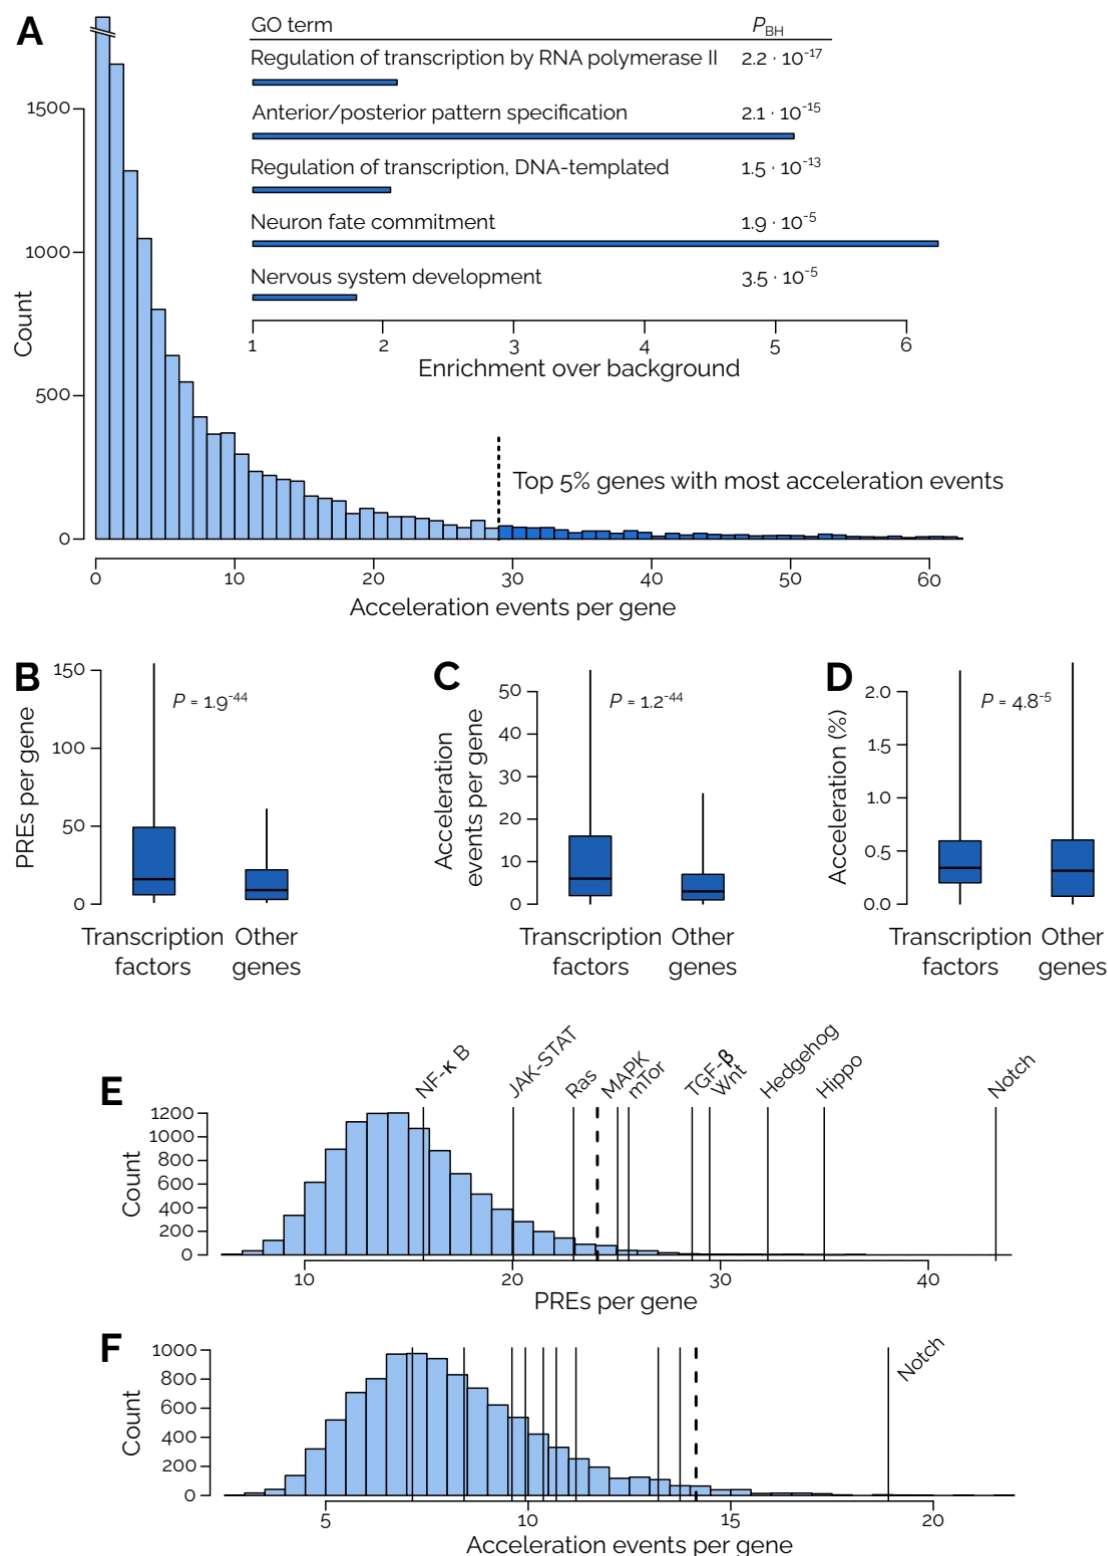 A
GO term P_BH
Regulation of transcription by RNA polymerase II 2.2 · 10⁻¹⁷
Anterior/posterior pattern specification 2.1 · 10⁻¹⁵
Regulation of transcription, DNA-templated 1.5 · 10⁻¹³
Neuron fate commitment 1.9 · 10⁻⁵
Nervous system development 3.5 · 10⁻⁵
1 2 3 4 5 6
Enrichment over background
Count
1500
1000
500
0
Top 5% genes with most acceleration events
0 10 20 30 40 50 60
Acceleration events per gene
B
PREs per gene
150
100
50
0
P = 1.9⁻⁴⁴
Transcription Other
factors genes
C
Acceleration
events per gene
50
40
30
20
10
0
P = 1.2⁻⁴⁴
Transcription Other
factors genes
D
Acceleration (%)
2.0
1.5
1.0
0.5
0.0
P = 4.8⁻⁵
Transcription Other
factors genes
E
NF-κ B
JAK-STAT
Ras
MAPK
mTor
TGF-β
Wnt
Hedgehog
Hippo
Notch
Count
1200
1000
800
600
400
200
0
10 20 30 40
PREs per gene
F
Notch
Count
1000
800
600
400
200
0
5 10 15 20
Acceleration events per gene